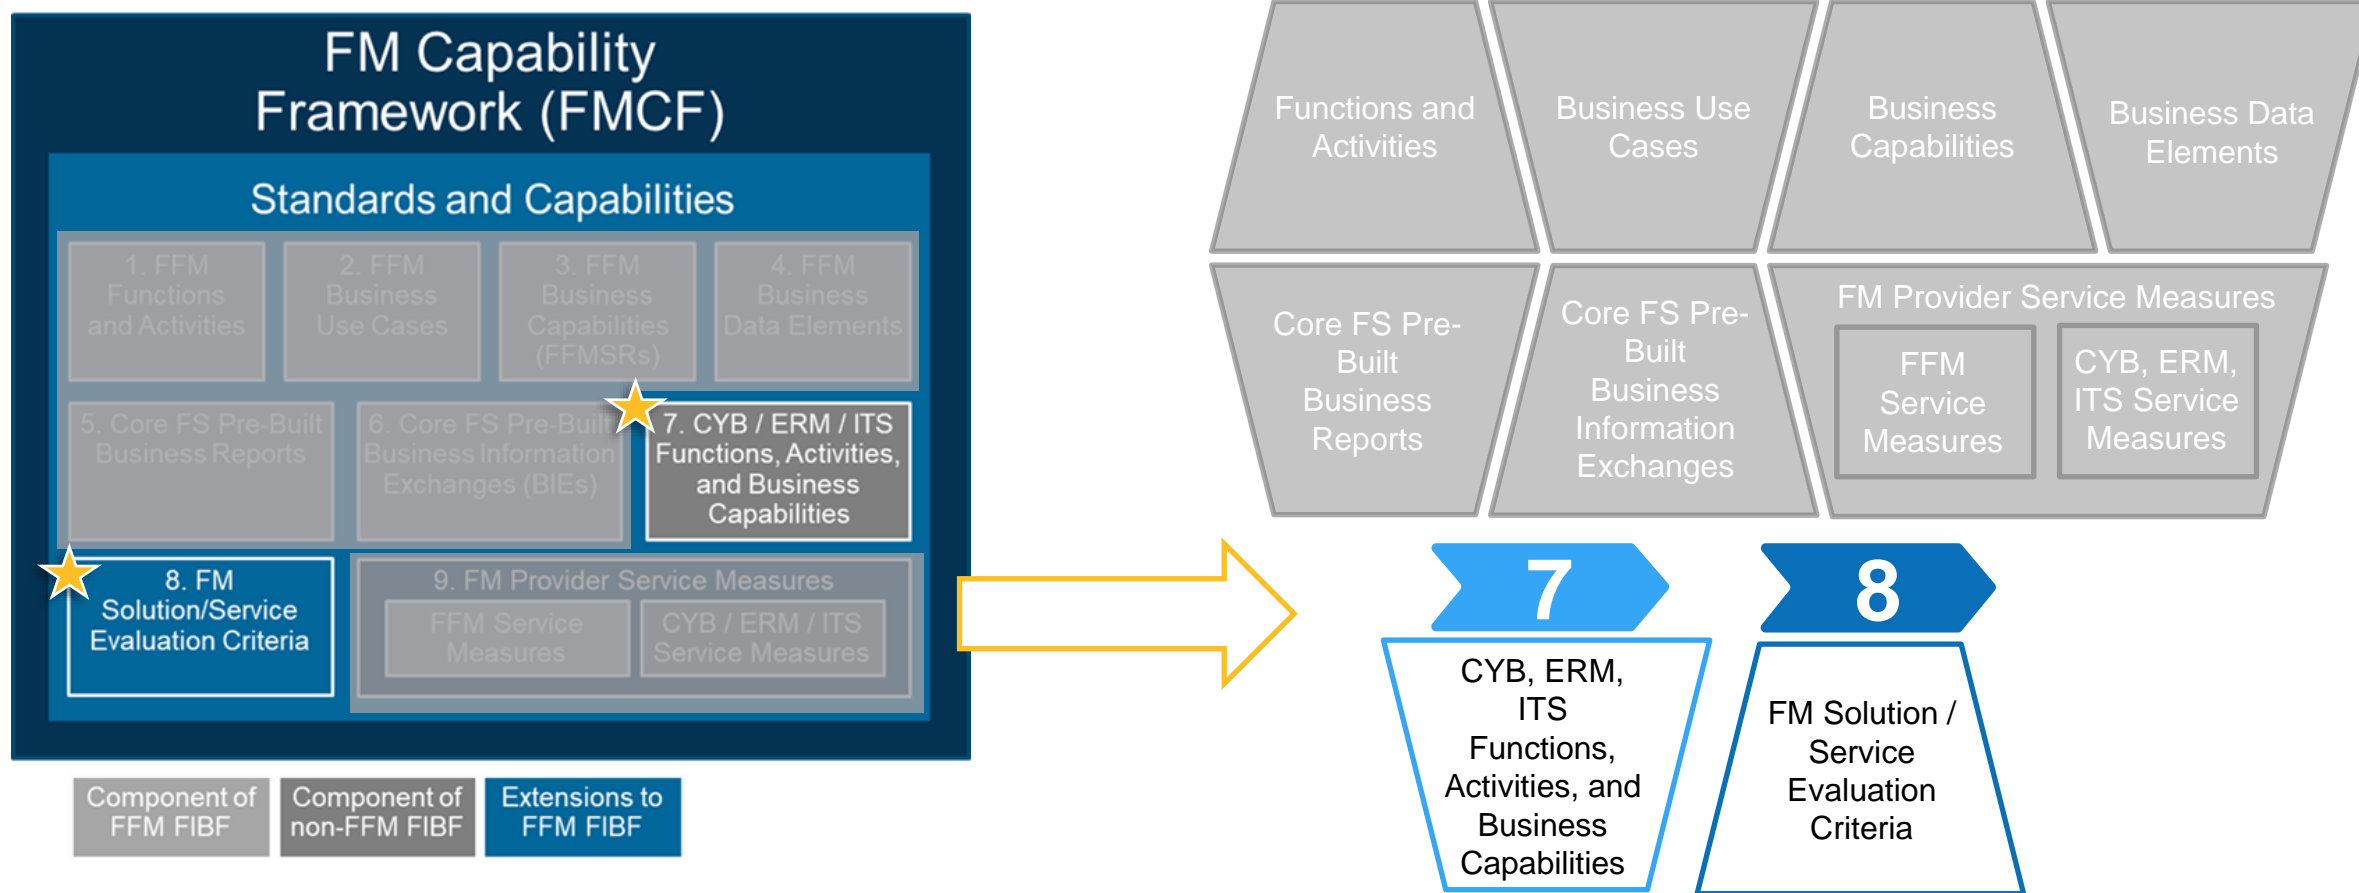 FM Capability
Framework (FMCF)
Standards and Capabilities
1. FFM
Functions
and Activities
2. FFM
Business
Use Cases
3. FFM
Business
Capabilities
(FFMSRs)
4. FFM
Business
Data Elements
5. Core FS Pre-Built
Business Reports
6. Core FS Pre-Built
Business Information
Exchanges (BIEs)
7. CYB / ERM / ITS
Functions, Activities,
and Business
Capabilities
8. FM
Solution/Service
Evaluation Criteria
9. FM Provider Service Measures
FFM Service
Measures
CYB / ERM / ITS
Service Measures
Component of
FFM FIBF
Component of
non-FFM FIBF
Extensions to
FFM FIBF
Functions and
Activities
Business Use
Cases
Business
Capabilities
Business Data
Elements
Core FS Pre-
Built
Business
Reports
Core FS Pre-
Built
Business
Information
Exchanges
FM Provider Service Measures
FFM
Service
Measures
CYB, ERM,
ITS Service
Measures
7
8
CYB, ERM,
ITS
Functions,
Activities, and
Business
Capabilities
FM Solution /
Service
Evaluation
Criteria